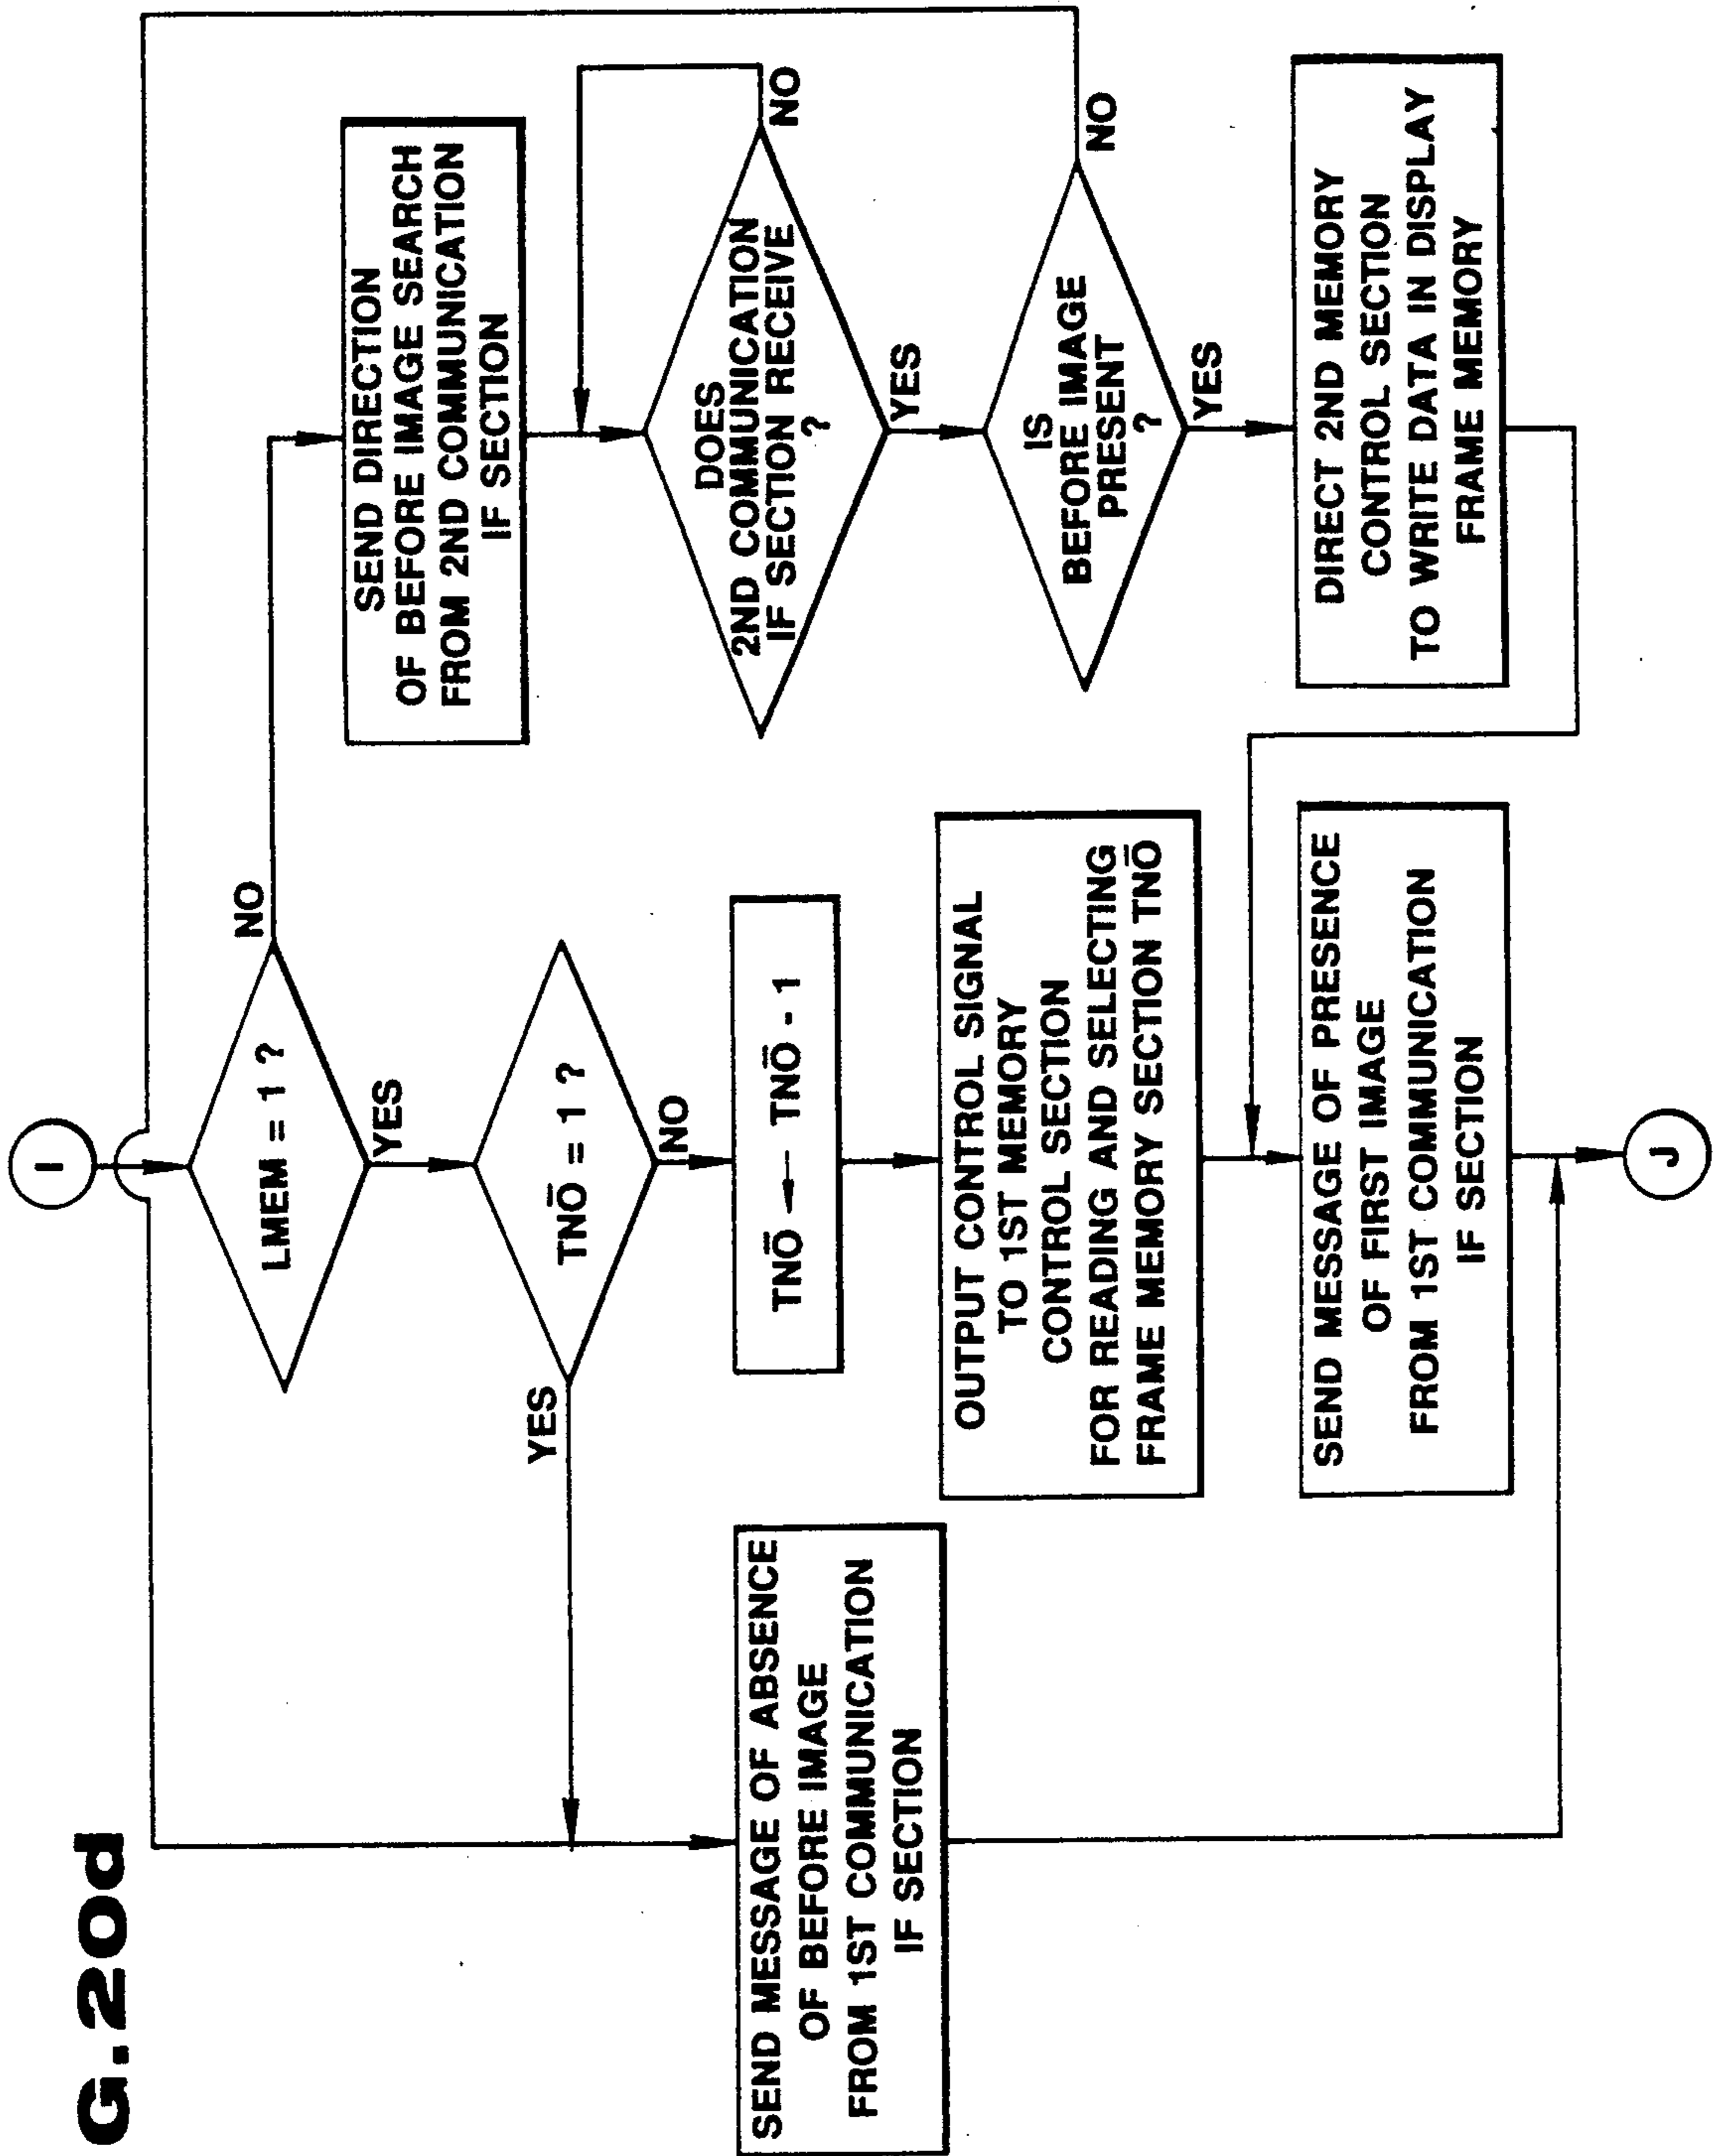 G.20d
I
LMEM = 1 ?
NO
YES
TNŌ = 1 ?
YES
NO
TNŌ ← TNŌ - 1
OUTPUT CONTROL SIGNAL
TO 1ST MEMORY
CONTROL SECTION
FOR READING AND SELECTING
FRAME MEMORY SECTION TNŌ
SEND MESSAGE OF PRESENCE
OF FIRST IMAGE
FROM 1ST COMMUNICATION
IF SECTION
J
SEND MESSAGE OF ABSENCE
OF BEFORE IMAGE
FROM 1ST COMMUNICATION
IF SECTION
SEND DIRECTION
OF BEFORE IMAGE SEARCH
FROM 2ND COMMUNICATION
IF SECTION
DOES
2ND COMMUNICATION
IF SECTION RECEIVE
?
NO
YES
IS
BEFORE IMAGE
PRESENT
?
NO
YES
DIRECT 2ND MEMORY
CONTROL SECTION
TO WRITE DATA IN DISPLAY
FRAME MEMORY